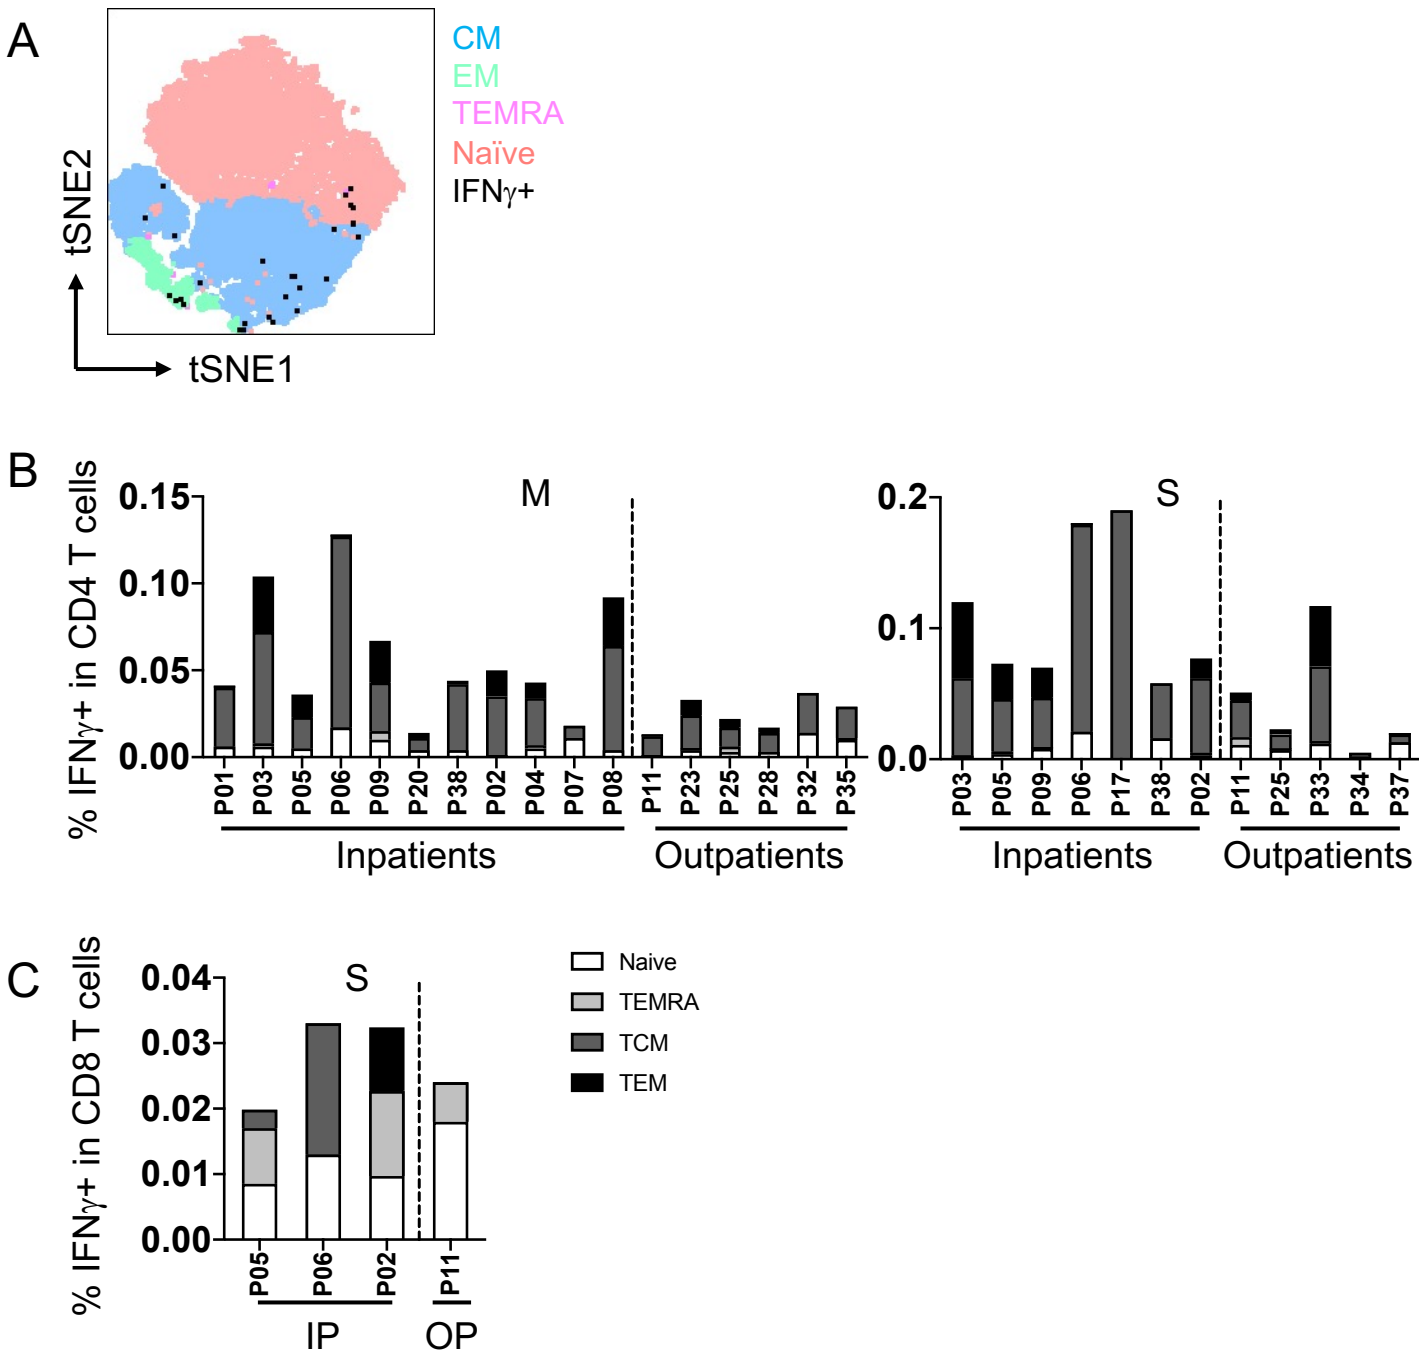 A
CM
EM
TEMRA
Naïve
IFNγ+
tSNE2
tSNE1
B
% IFNγ+ in CD4 T cells
M
0.15
0.10
0.05
0.00
P01 P03 P05 P06 P09 P20 P38 P02 P04 P07 P08 P11 P23 P25 P28 P32 P35
Inpatients Outpatients
S
0.2
0.1
0.0
P03 P05 P09 P06 P17 P38 P02 P11 P25 P33 P34 P37
Inpatients Outpatients
C
% IFNγ+ in CD8 T cells
S
0.04
0.03
0.02
0.01
0.00
P05 P06 P02 P11
IP OP
Naive
TEMRA
TCM
TEM